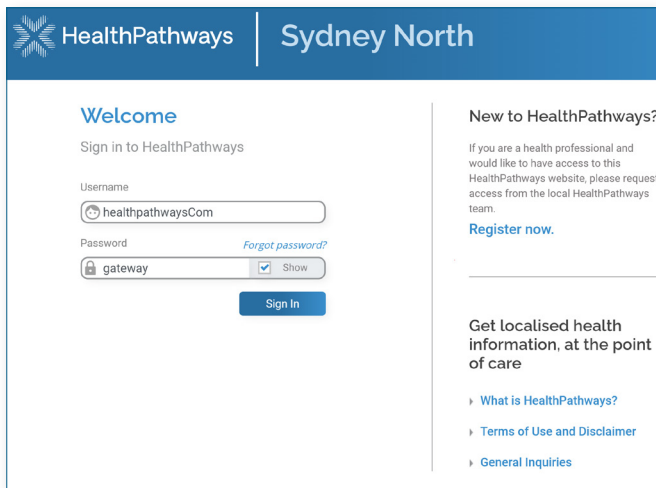 HealthPathways
Sydney North
Welcome
Sign in to HealthPathways
Username
healthpathwaysCom
Password
Forgot password?
gateway
Show
Sign In
New to HealthPathways?
If you are a health professional and
would like to have access to this
HealthPathways website, please request
access from the local HealthPathways
team.
Register now.
Get localised health
information, at the point
of care
What is HealthPathways?
Terms of Use and Disclaimer
General Inquiries